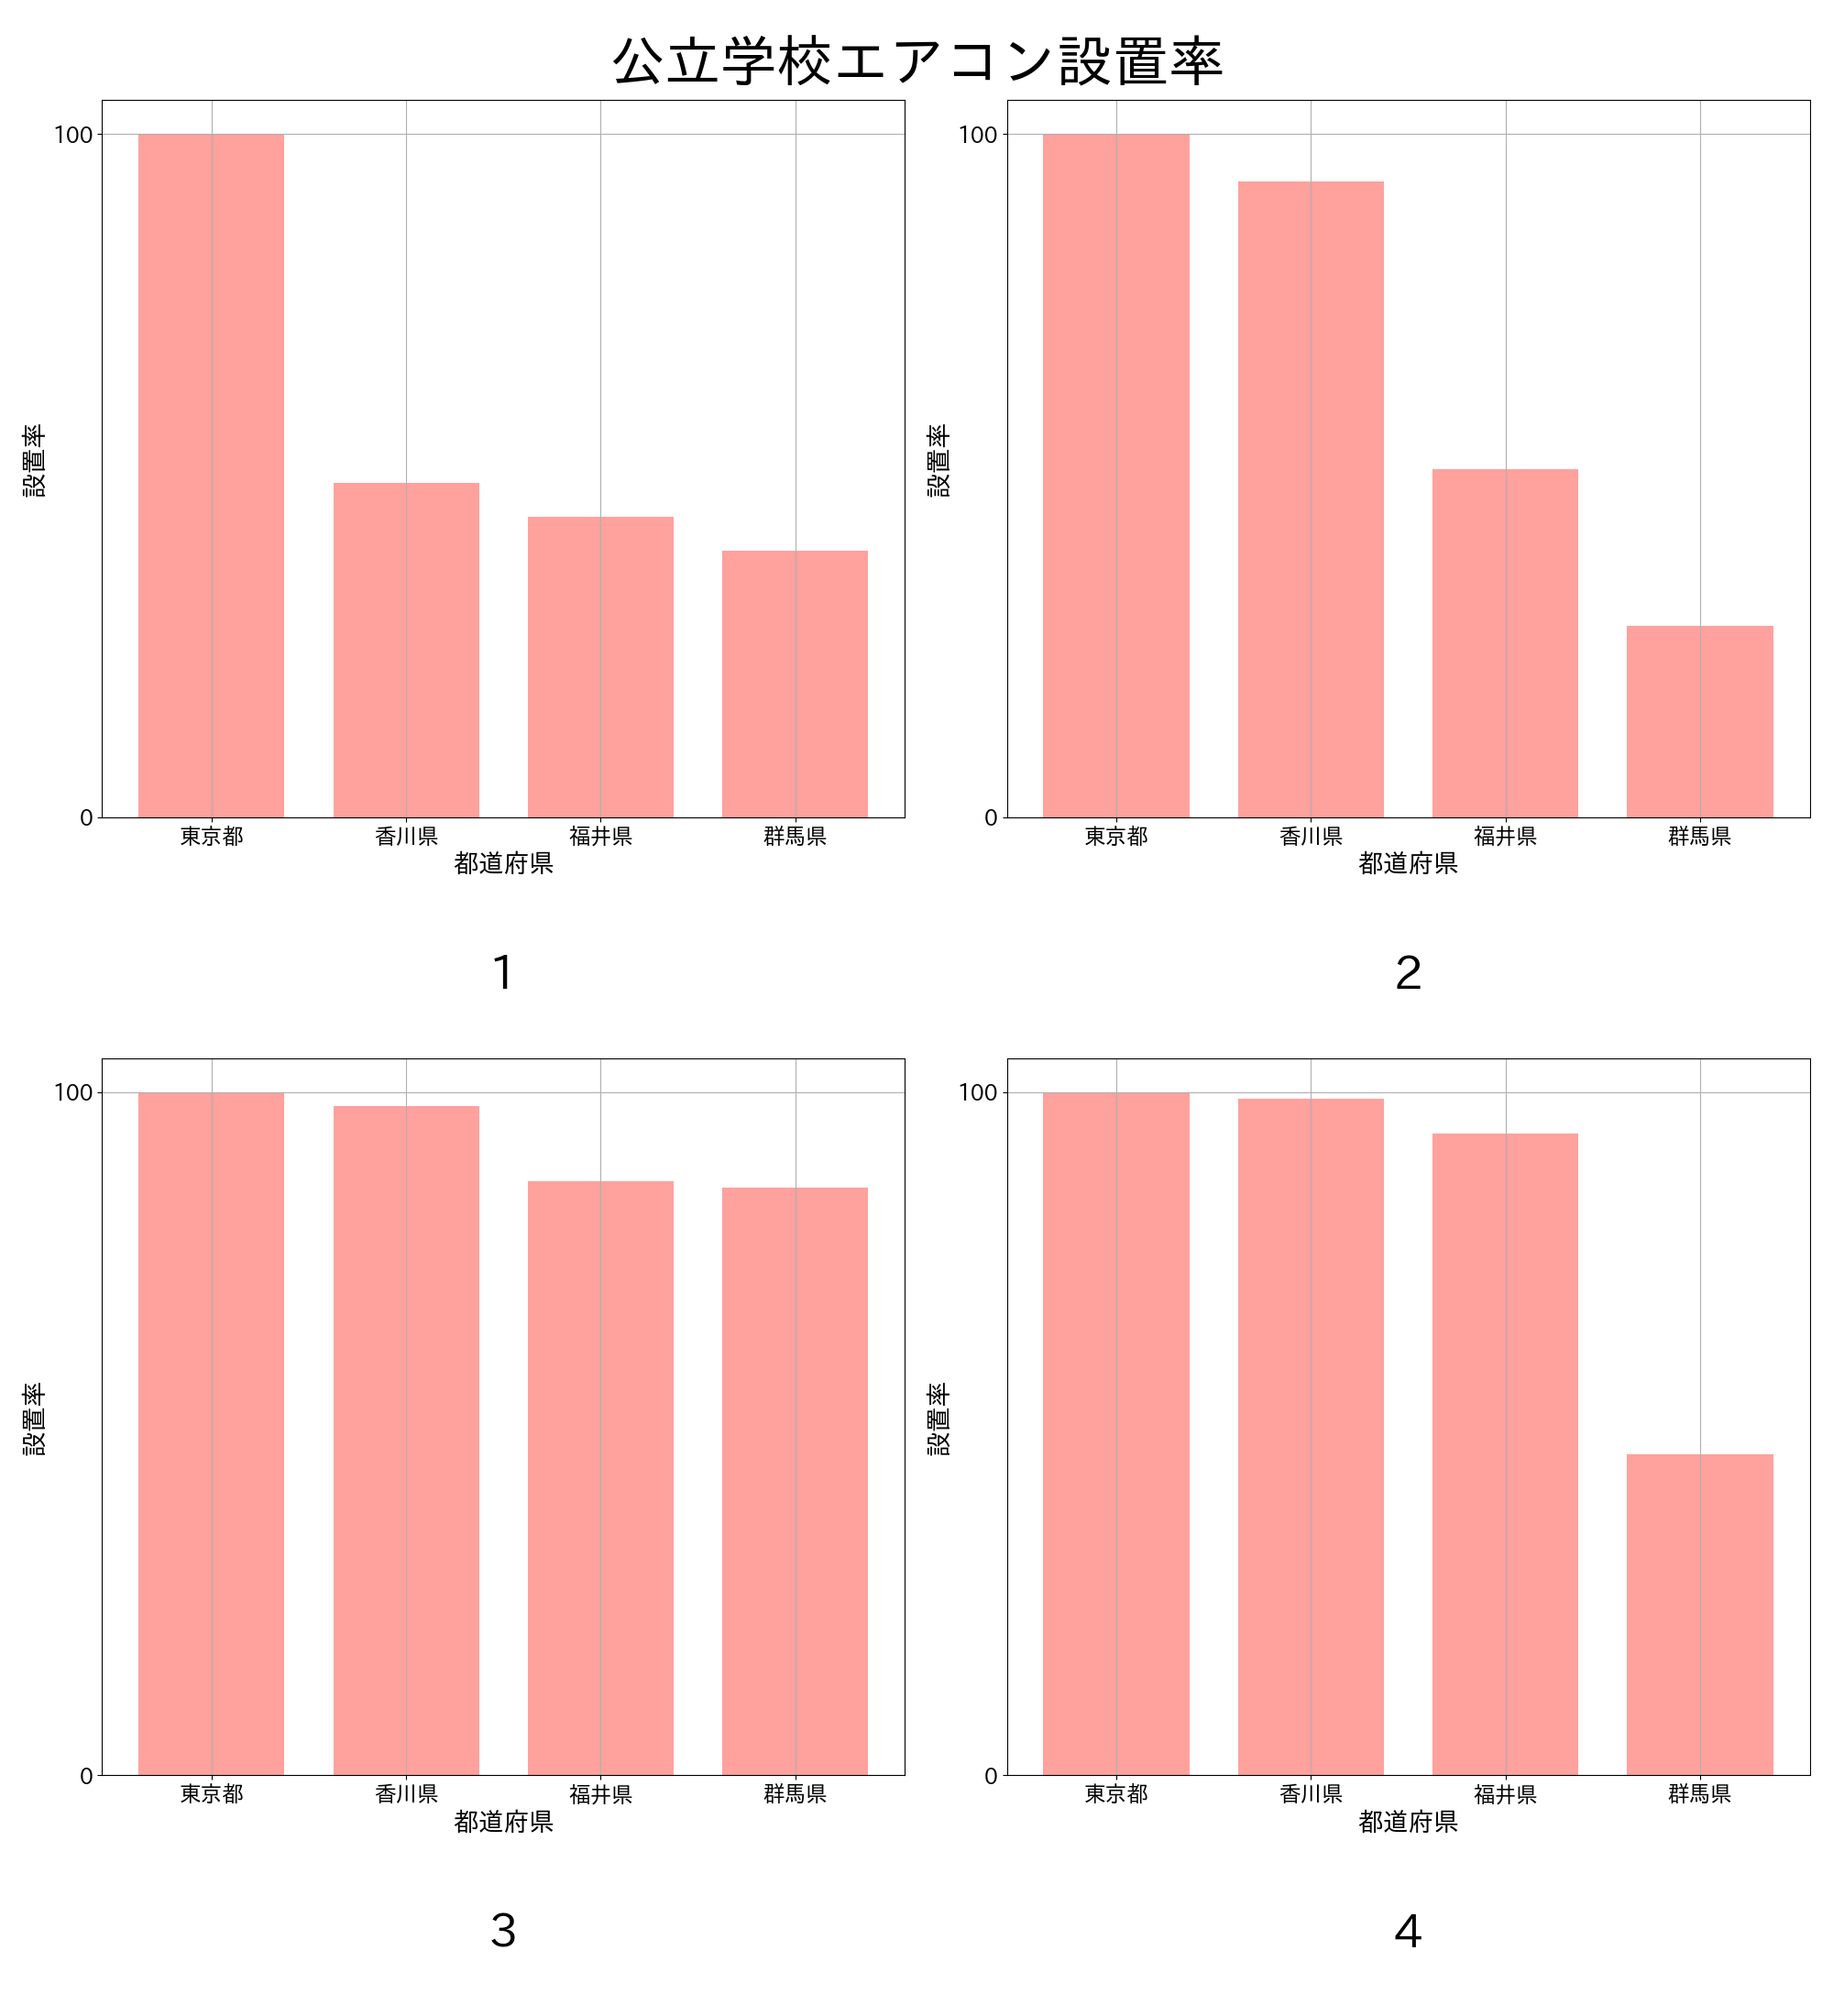 公立学校エアコン設置率
100
0
設置率
東京都 香川県 福井県 群馬県
都道府県
1
100
0
設置率
東京都 香川県 福井県 群馬県
都道府県
2
100
0
設置率
東京都 香川県 福井県 群馬県
都道府県
3
100
0
設置率
東京都 香川県 福井県 群馬県
都道府県
4